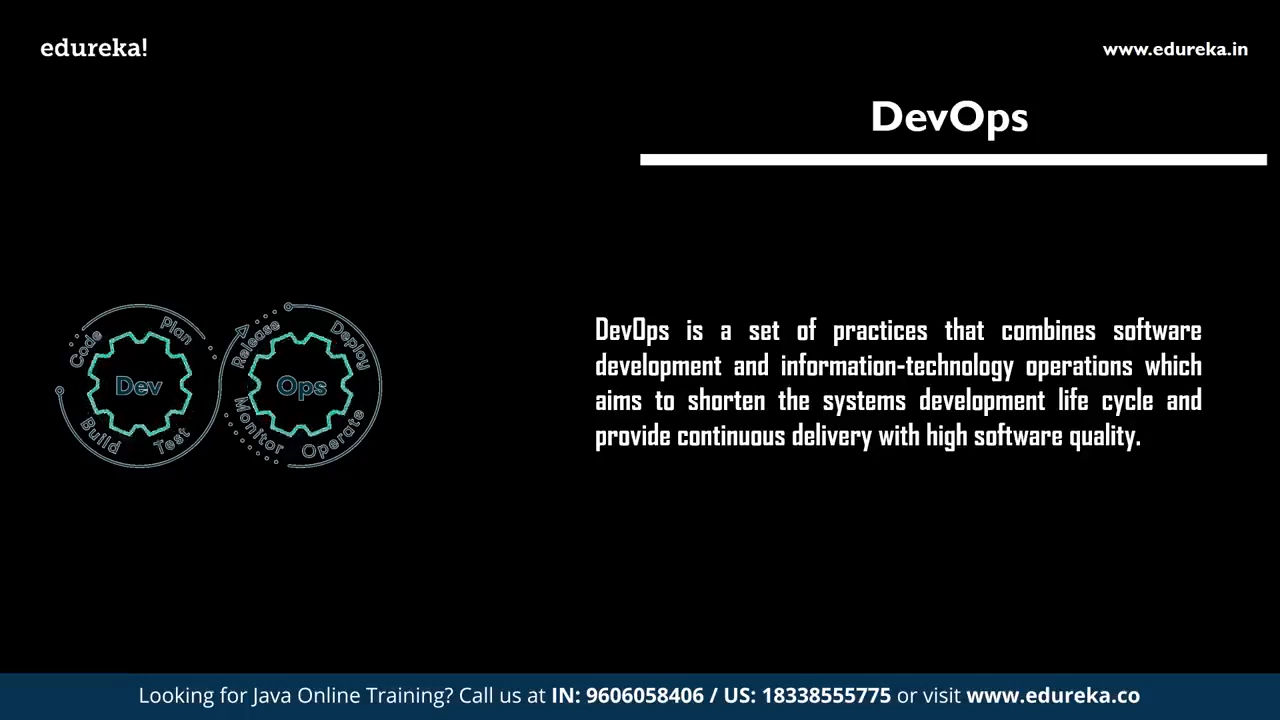 edureka!
www.edureka.in
DevOps
Code
Plan
Dev
Build
Test
Release
Deploy
Ops
Monitor
Operate
DevOps is a set of practices that combines software
development and information-technology operations which
aims to shorten the systems development life cycle and
provide continuous delivery with high software quality.
Looking for Java Online Training? Call us at IN: 9606058406 / US: 18338555775 or visit www.edureka.co